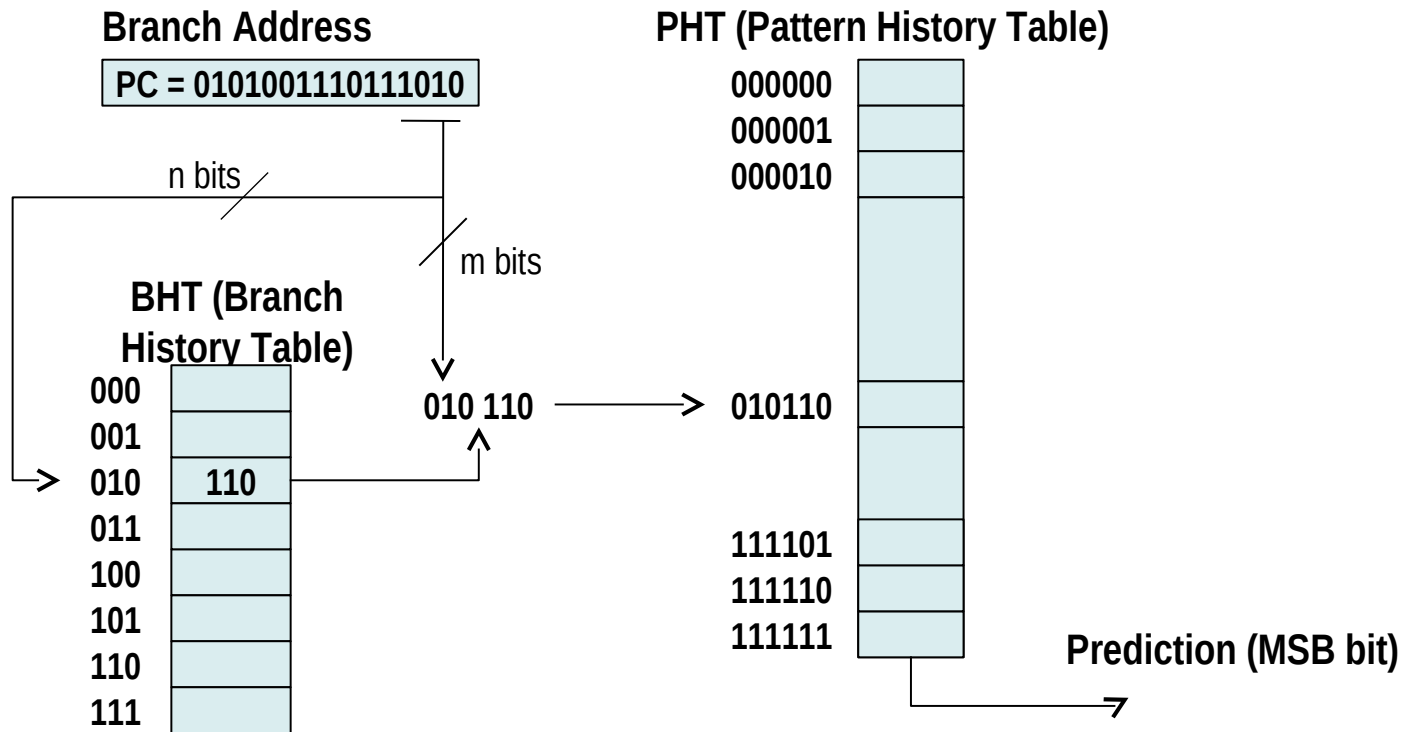 Branch Address
PC = 0101001110111010
n bits
m bits
BHT (Branch
History Table)
000
001
010
110
011
100
101
110
111
010 110
PHT (Pattern History Table)
000000
000001
000010
010110
111101
111110
111111
Prediction (MSB bit)